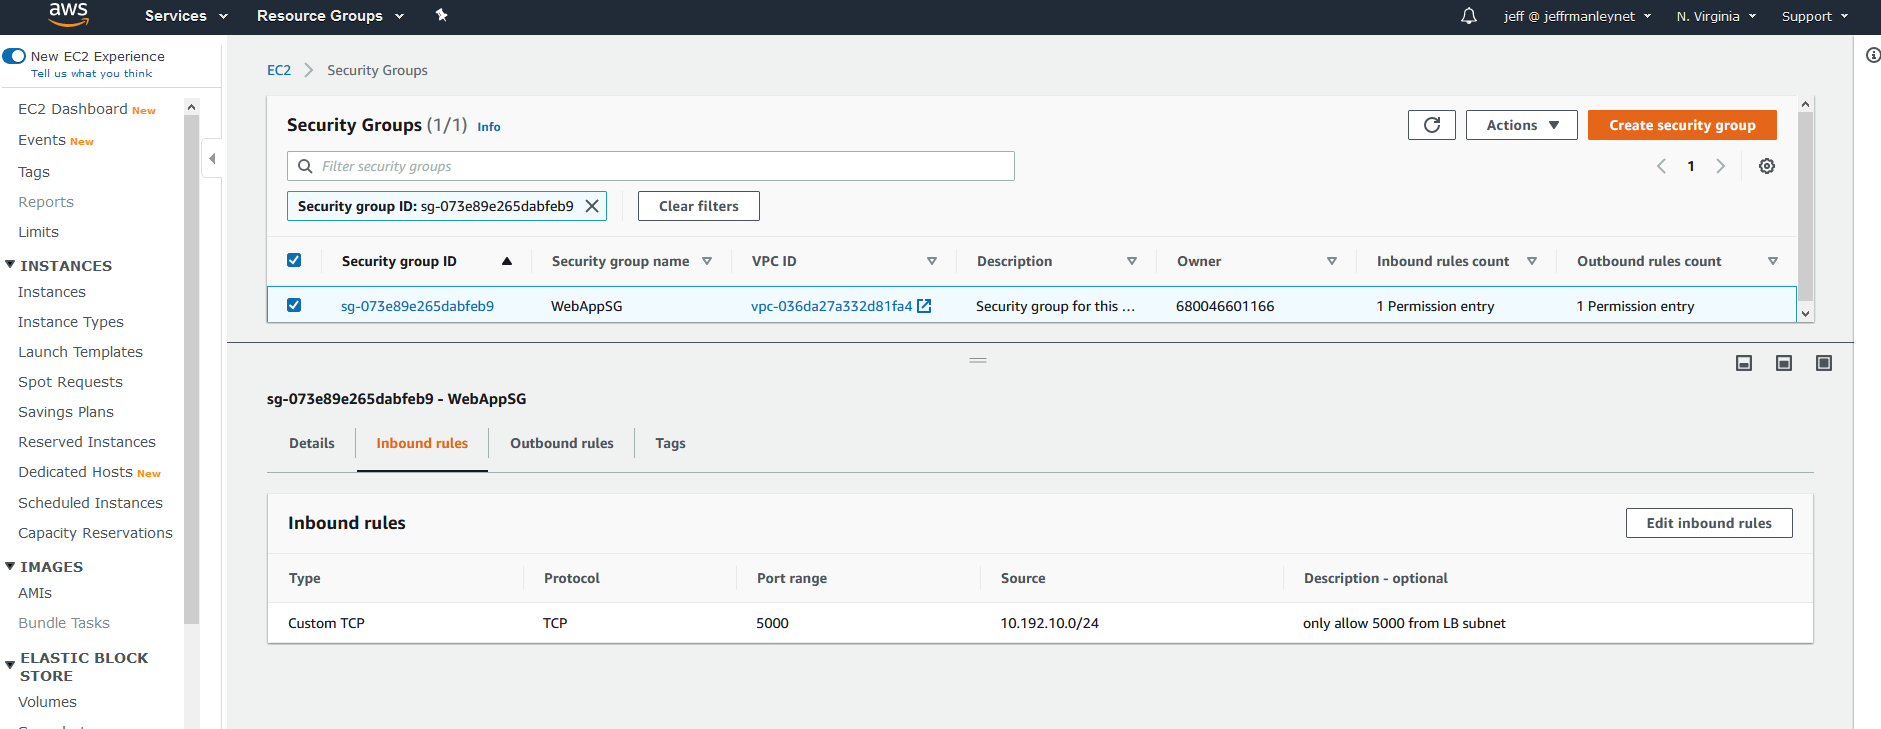 aws Services Resource Groups jeff @ jeffrmanleynet N. Virginia Support
New EC2 Experience
Tell us what you think
EC2 Dashboard New
Events New
Tags
Reports
Limits
INSTANCES
Instances
Instance Types
Launch Templates
Spot Requests
Savings Plans
Reserved Instances
Dedicated Hosts New
Scheduled Instances
Capacity Reservations
IMAGES
AMIs
Bundle Tasks
ELASTIC BLOCK
STORE
Volumes
EC2 Security Groups
Security Groups (1/1) Info Actions Create security group
Filter security groups 1
Security group ID: sg-073e89e265dabfeb9 Clear filters
Security group ID Security group name VPC ID Description Owner Inbound rules count Outbound rules count
sg-073e89e265dabfeb9 WebAppSG vpc-036da27a332d81fa4 Security group for this ... 680046601166 1 Permission entry 1 Permission entry
sg-073e89e265dabfeb9 - WebAppSG
Details Inbound rules Outbound rules Tags
Inbound rules Edit inbound rules
Type Protocol Port range Source Description - optional
Custom TCP TCP 5000 10.192.10.0/24 only allow 5000 from LB subnet